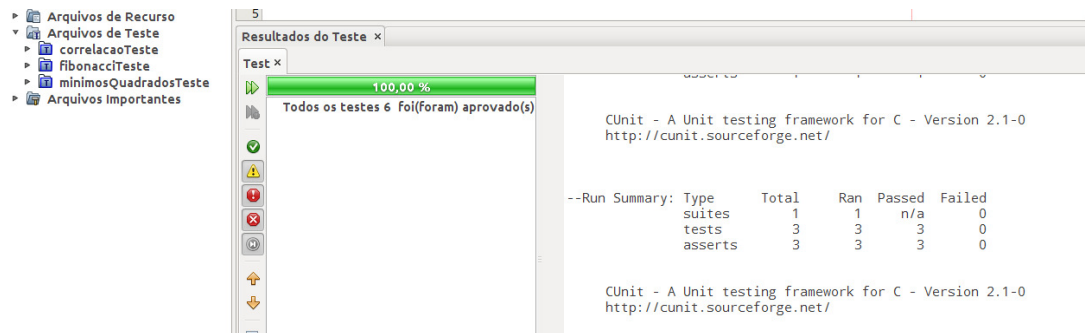 Arquivos de Recurso
Arquivos de Teste
correlacaoTeste
fibonacciTeste
minimosQuadradosTeste
Arquivos Importantes
5
Resultados do Teste ×
Test ×
100,00 %
Todos os testes 6 foi(foram) aprovado(s)
CUnit - A Unit testing framework for C - Version 2.1-0
http://cunit.sourceforge.net/
--Run Summary: Type Total Ran Passed Failed
suites 1 1 n/a 0
tests 3 3 3 0
asserts 3 3 3 0
CUnit - A Unit testing framework for C - Version 2.1-0
http://cunit.sourceforge.net/